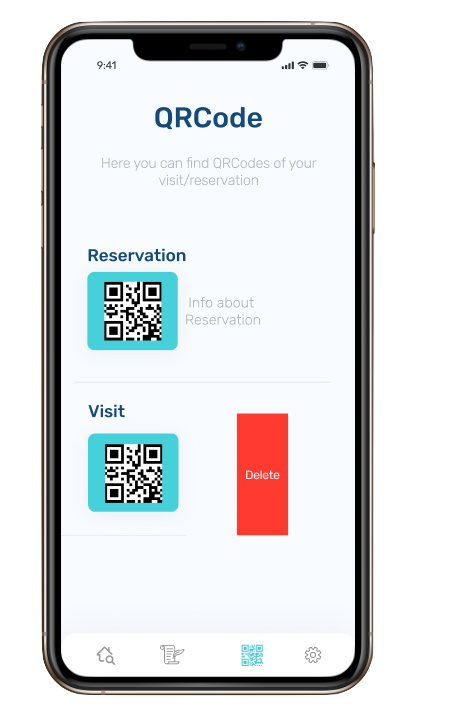 9:41
QRCode
Here you can find QRCodes of your
visit/reservation
Reservation
Info about
Reservation
Visit
Delete